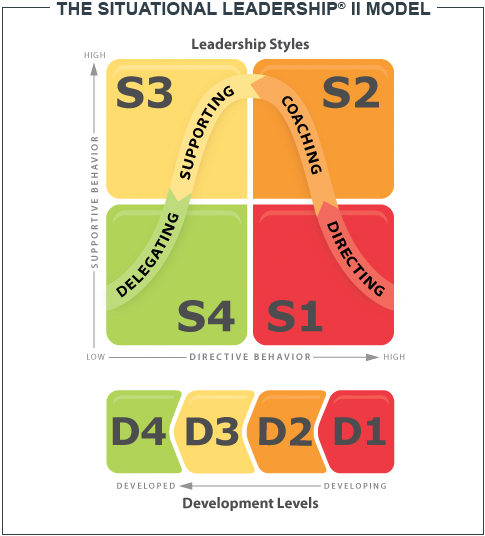 THE SITUATIONAL LEADERSHIP® II MODEL
Leadership Styles
HIGH
SUPPORTIVE BEHAVIOR
S3
S2
SUPPORTING
COACHING
DELEGATING
DIRECTING
S4
S1
LOW
DIRECTIVE BEHAVIOR
HIGH
D4
D3
D2
D1
DEVELOPED
DEVELOPING
Development Levels